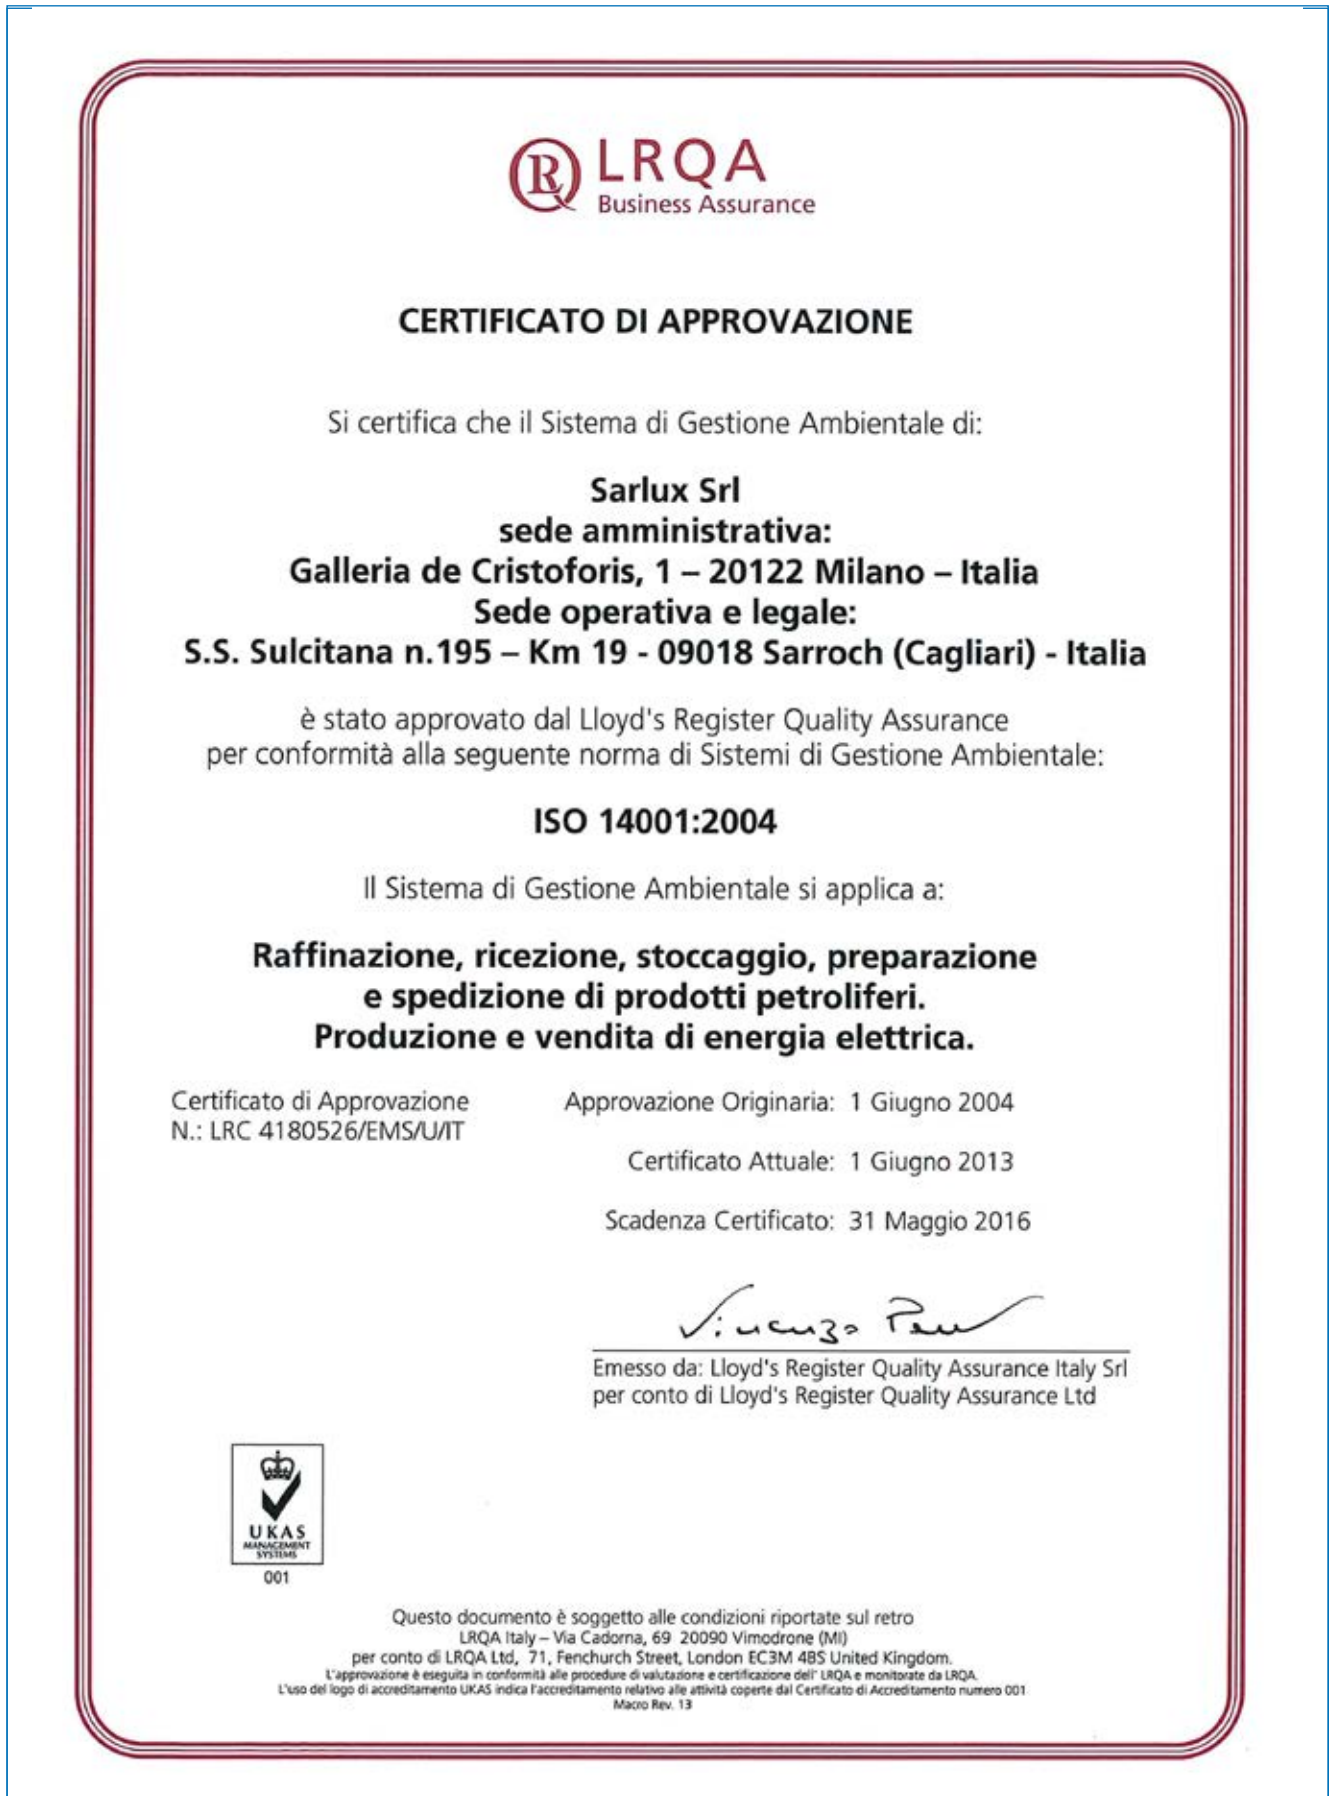 LRQA
Business Assurance
CERTIFICATO DI APPROVAZIONE
Si certifica che il Sistema di Gestione Ambientale di:
Sarlux Srl
sede amministrativa:
Galleria de Cristoforis, 1 – 20122 Milano – Italia
Sede operativa e legale:
S.S. Sulcitana n.195 – Km 19 - 09018 Sarroch (Cagliari) - Italia
è stato approvato dal Lloyd's Register Quality Assurance
per conformità alla seguente norma di Sistemi di Gestione Ambientale:
ISO 14001:2004
Il Sistema di Gestione Ambientale si applica a:
Raffinazione, ricezione, stoccaggio, preparazione
e spedizione di prodotti petroliferi.
Produzione e vendita di energia elettrica.
Certificato di Approvazione
N.: LRC 4180526/EMS/U/IT
Approvazione Originaria: 1 Giugno 2004
Certificato Attuale: 1 Giugno 2013
Scadenza Certificato: 31 Maggio 2016
Vincenzo
Emesso da: Lloyd's Register Quality Assurance Italy Srl
per conto di Lloyd's Register Quality Assurance Ltd
UKAS
MANAGEMENT
SYSTEMS
001
Questo documento è soggetto alle condizioni riportate sul retro
LRQA Italy – Via Cadorna, 69 20090 Vimodrone (MI)
per conto di LRQA Ltd, 71, Fenchurch Street, London EC3M 4BS United Kingdom.
L'approvazione è eseguita in conformità alle procedure di valutazione e certificazione dell' LRQA e monitorate da LRQA.
L'uso del logo di accreditamento UKAS indica l'accreditamento relativo alle attività coperte dal Certificato di Accreditamento numero 001
Macro Rev. 13